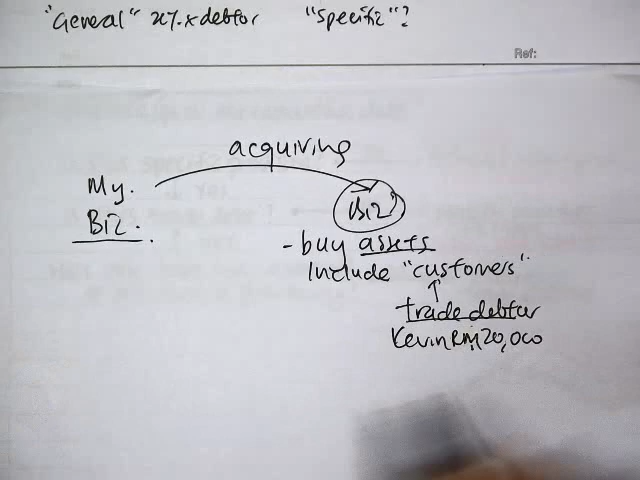 "General" x% x debtor "Specific"?
Ref:
acquiring
My.
Biz.
Biz
- buy assets
include "customers"
trade debtor
Kevin RM20,000